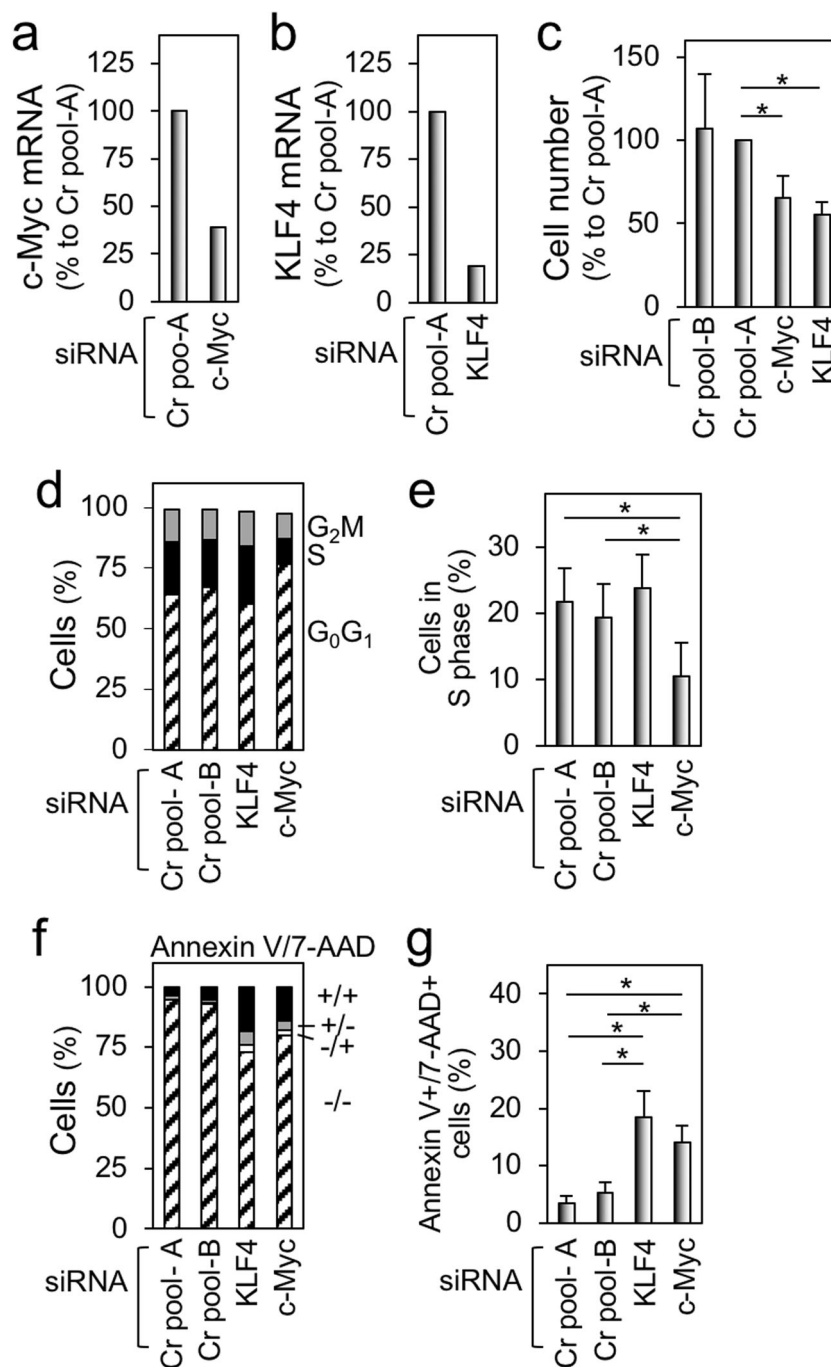 a
c-Myc mRNA
(% to Cr pool-A)
125
100
75
50
25
0
siRNA
Cr poo-A
c-Myc
b
KLF4 mRNA
(% to Cr pool-A)
125
100
75
50
25
0
siRNA
Cr pool-A
KLF4
c
Cell number
(% to Cr pool-A)
150
100
50
0
*
*
siRNA
Cr pool-B
Cr pool-A
c-Myc
KLF4
d
Cells (%)
100
75
50
25
0
G₂M
S
G₀G₁
siRNA
Cr pool- A
Cr pool-B
KLF4
c-Myc
e
Cells in
S phase (%)
30
20
10
0
*
*
siRNA
Cr pool- A
Cr pool-B
KLF4
c-Myc
f
Annexin V/7-AAD
Cells (%)
100
75
50
25
0
+/+
+/-
-/+
-/-
siRNA
Cr pool- A
Cr pool-B
KLF4
c-Myc
g
Annexin V+/7-AAD+
cells (%)
40
30
20
10
0
*
*
*
*
siRNA
Cr pool- A
Cr pool-B
KLF4
c-Myc